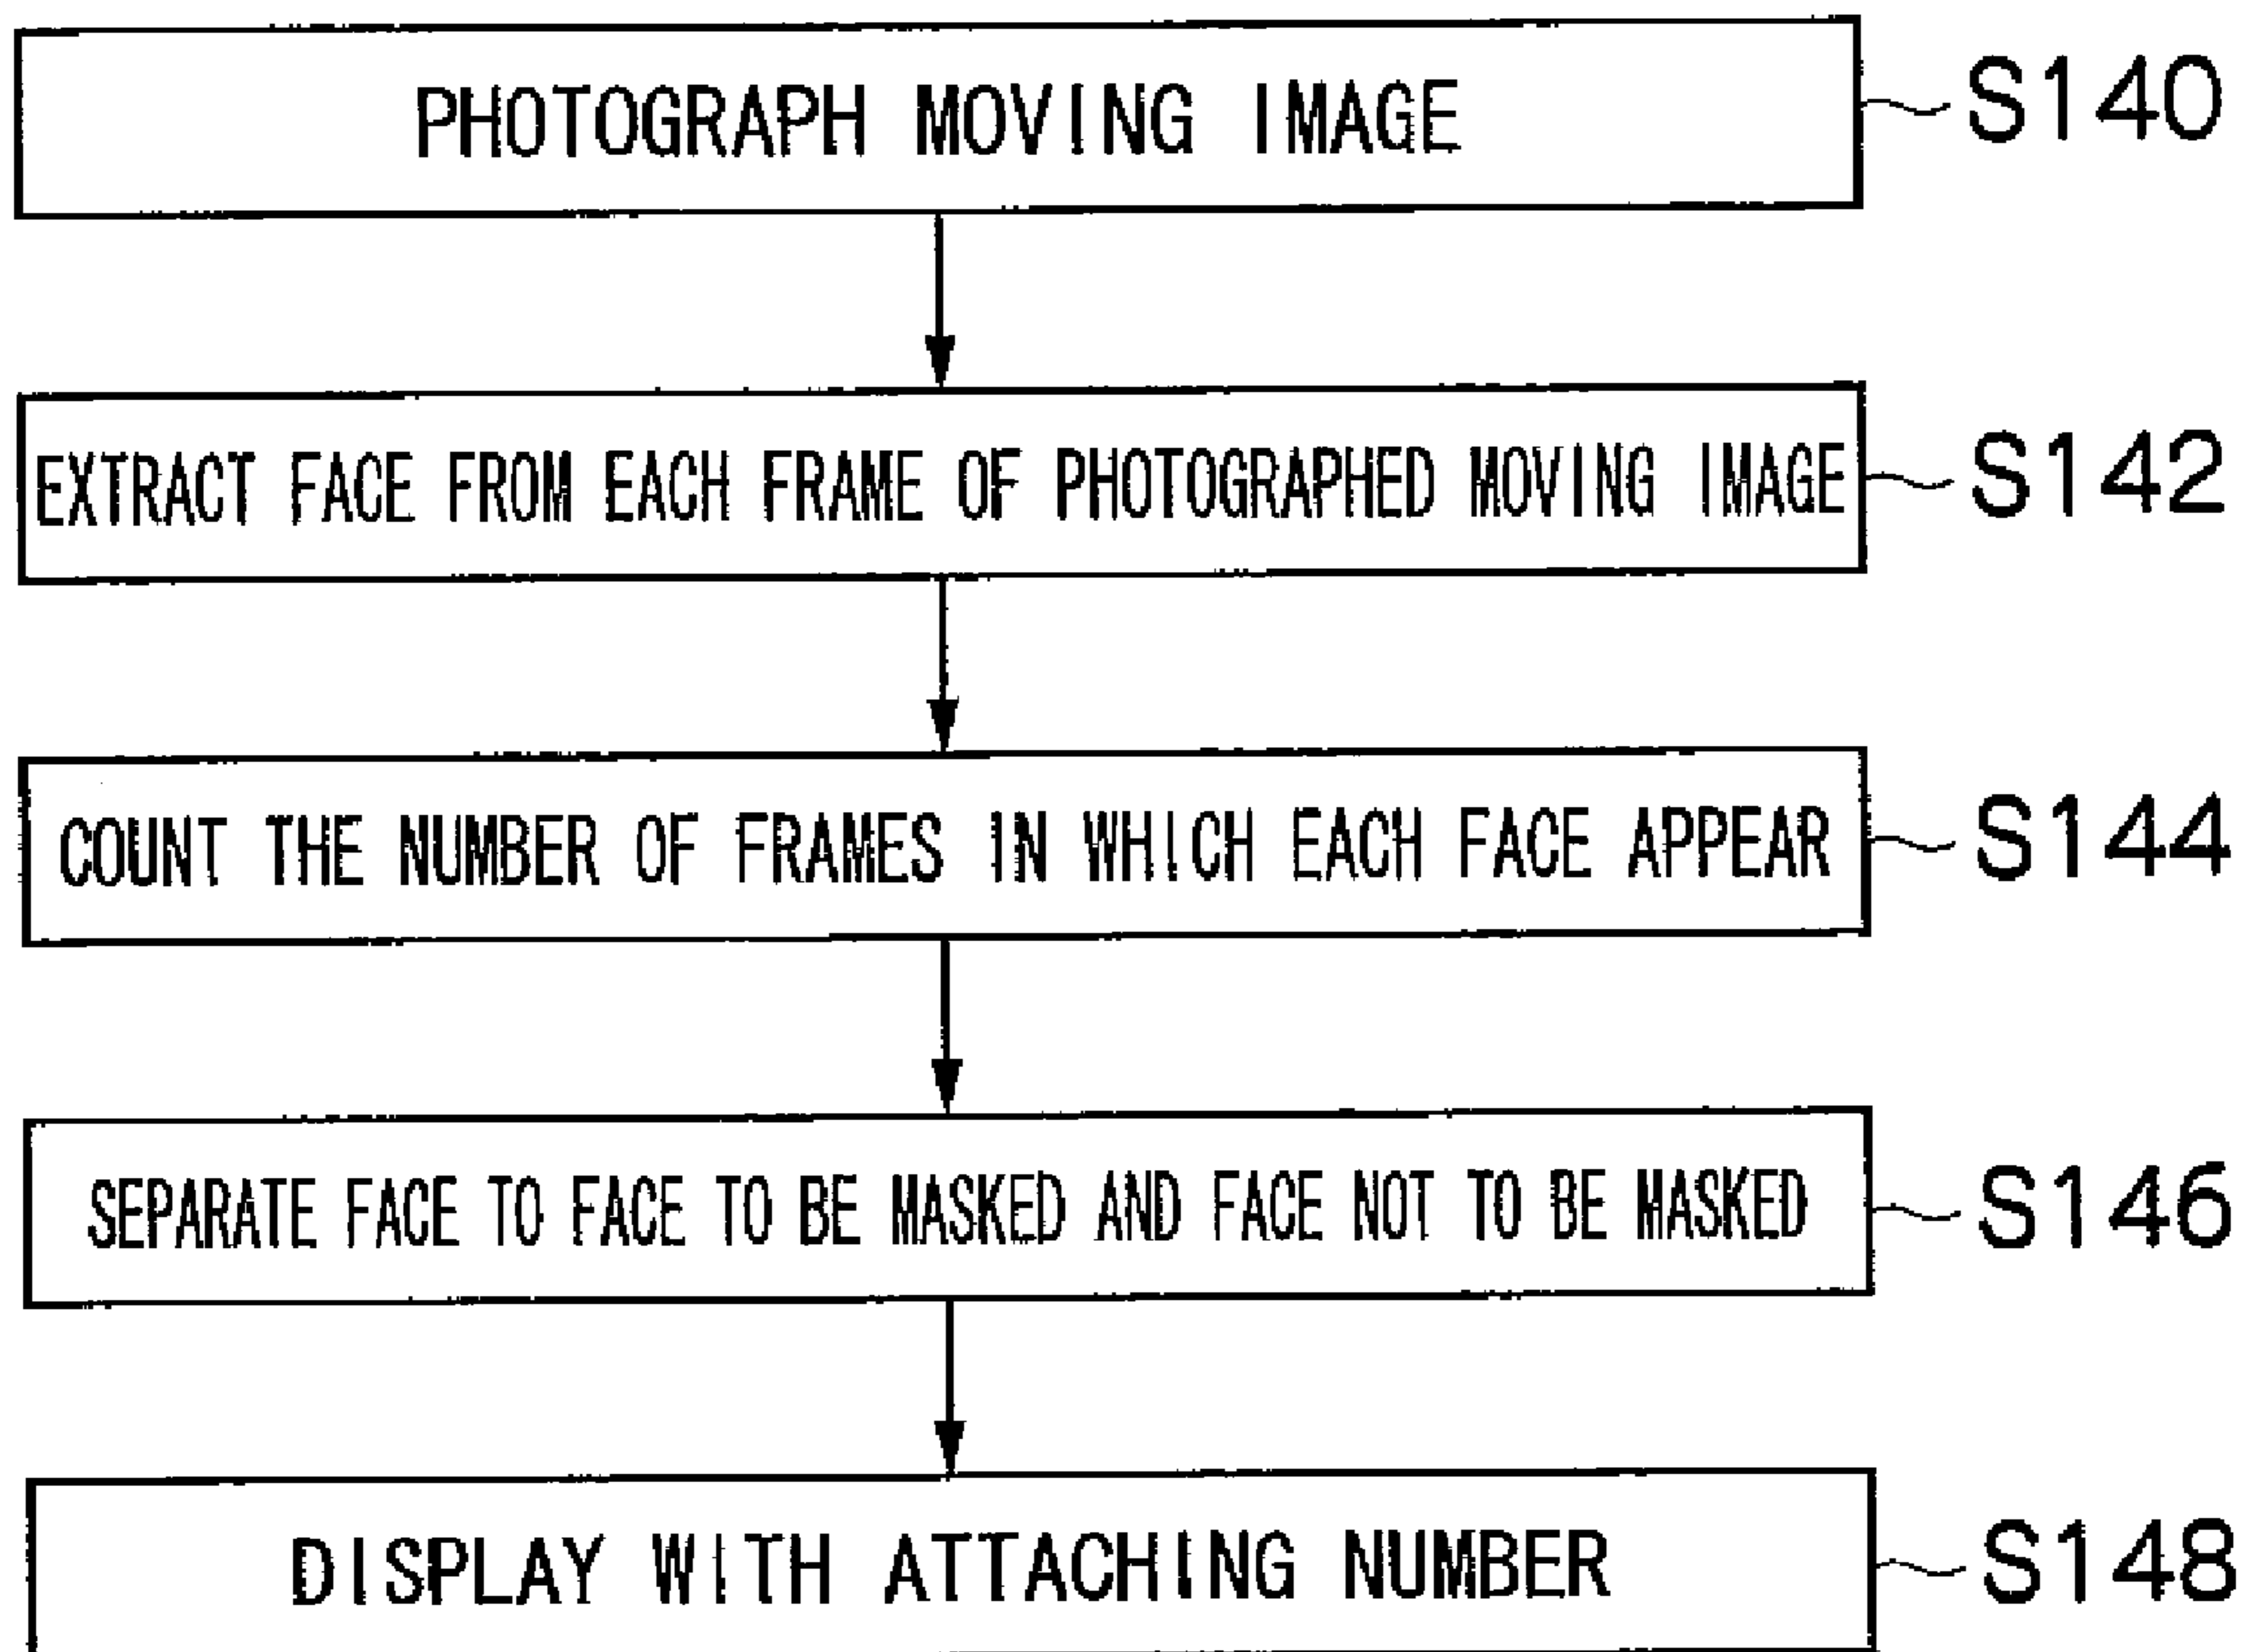 PHOTOGRAPH MOVING IMAGE S140
EXTRACT FACE FROM EACH FRAME OF PHOTOGRAPHED MOVING IMAGE S142
COUNT THE NUMBER OF FRAMES IN WHICH EACH FACE APPEAR S144
SEPARATE FACE TO FACE TO BE MASKED AND FACE NOT TO BE MASKED S146
DISPLAY WITH ATTACHING NUMBER S148